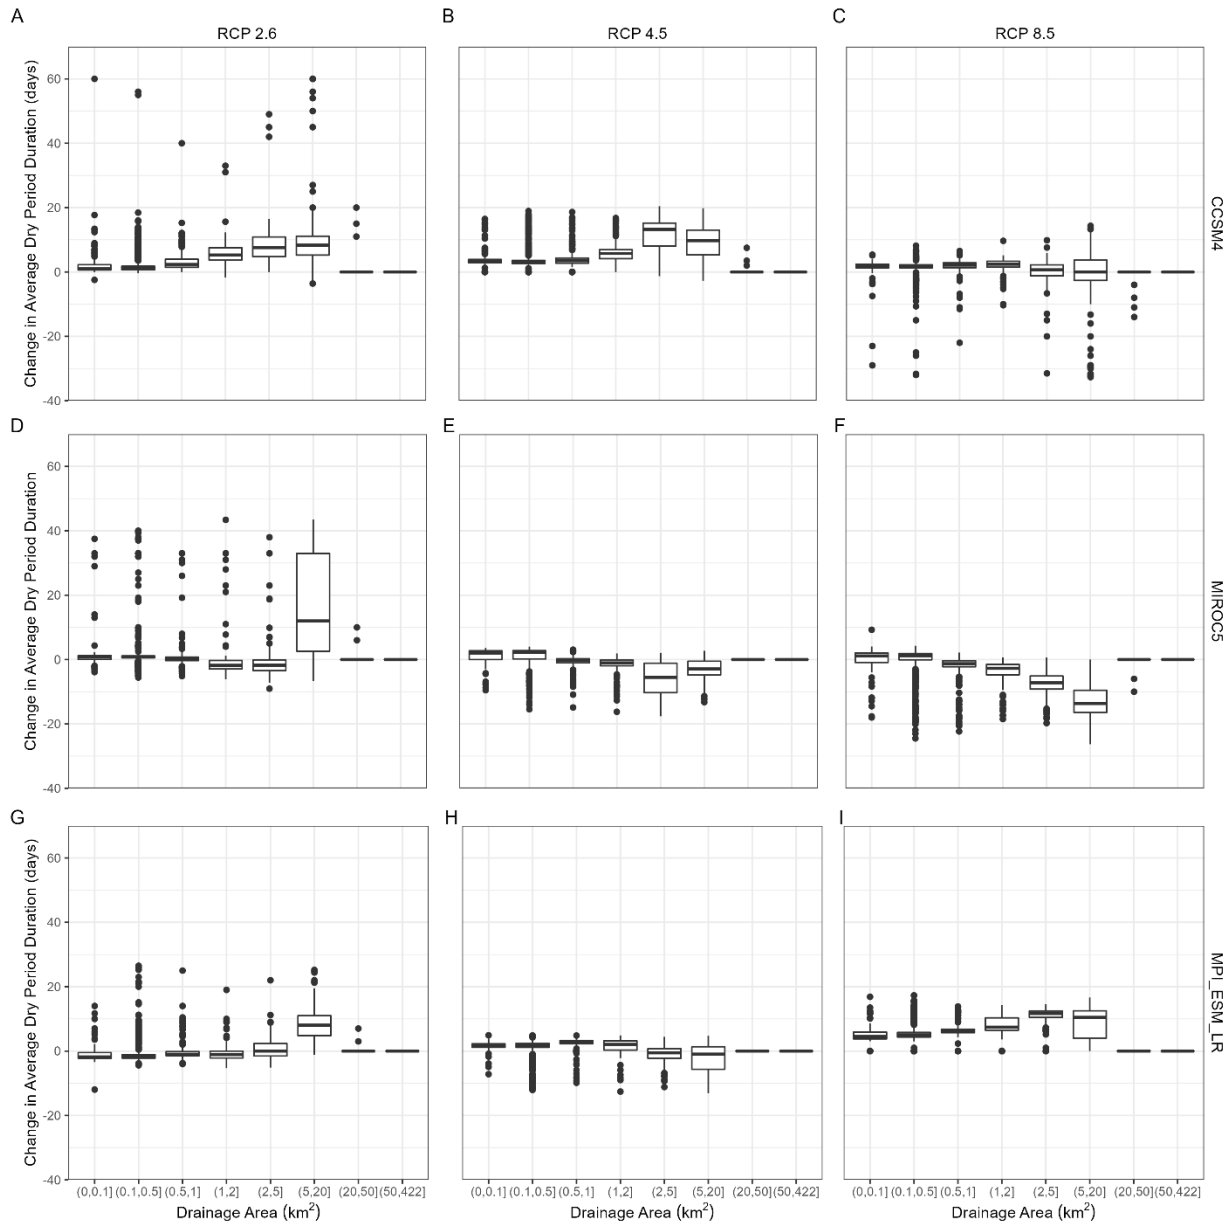 A
B
C
RCP 2.6
RCP 4.5
RCP 8.5
Change in Average Dry Period Duration (days)
60
40
20
0
-20
-40
CCSM4
D
E
F
Change in Average Dry Period Duration
60
40
20
0
-20
-40
MIROC5
G
H
I
Change in Average Dry Period Duration (days)
60
40
20
0
-20
-40
MPI_ESM_LR
(0,0.1] (0.1,0.5] (0.5,1] (1,2] (2,5] (5,20] (20,50] (50,422]
(0,0.1] (0.1,0.5] (0.5,1] (1,2] (2,5] (5,20] (20,50] (50,422]
(0,0.1] (0.1,0.5] (0.5,1] (1,2] (2,5] (5,20] (20,50] (50,422]
Drainage Area (km²)
Drainage Area (km²)
Drainage Area (km²)